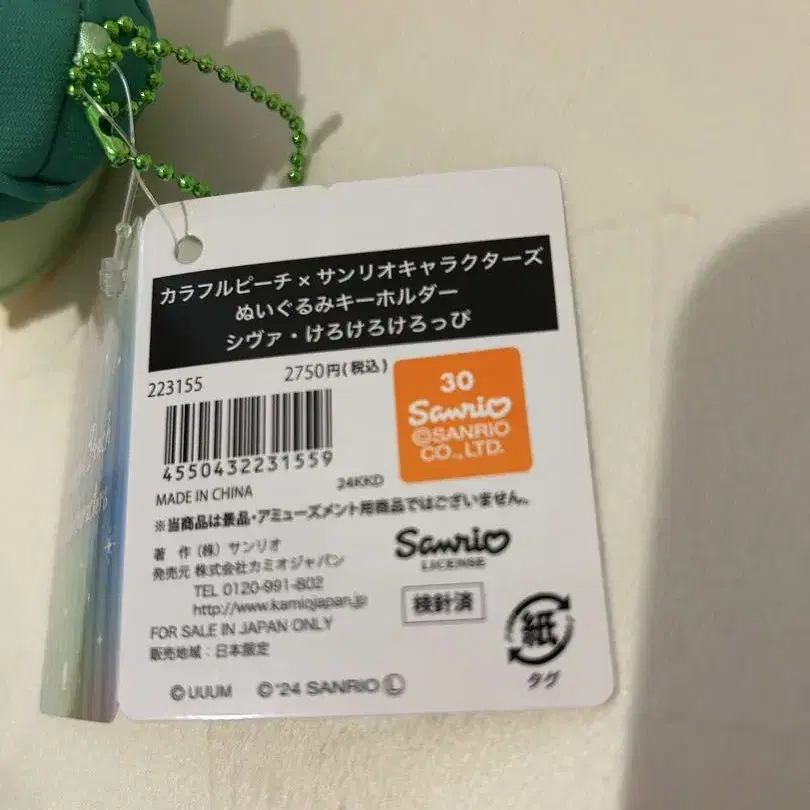 カラフルピーチ×サンリオキャラクターズ
ぬいぐるみキーホルダー
シヴァ・けろけろけろっぴ
223155
2750円(税込)
4550432231559
30
Sanrio
©SANRIO
CO.,LTD.
24KKD
MADE IN CHINA
※当商品は景品・アミューズメント用商品ではございません。
著 作 (株) サンリオ
発売元 株式会社カミオジャパン
TEL 0120-991-802
http://www.kamiojapan.jp
FOR SALE IN JAPAN ONLY
販売地域：日本限定
Sanrio
LICENSE
検針済
紙
タグ
© UUUM © '24 SANRIO Ⓛ